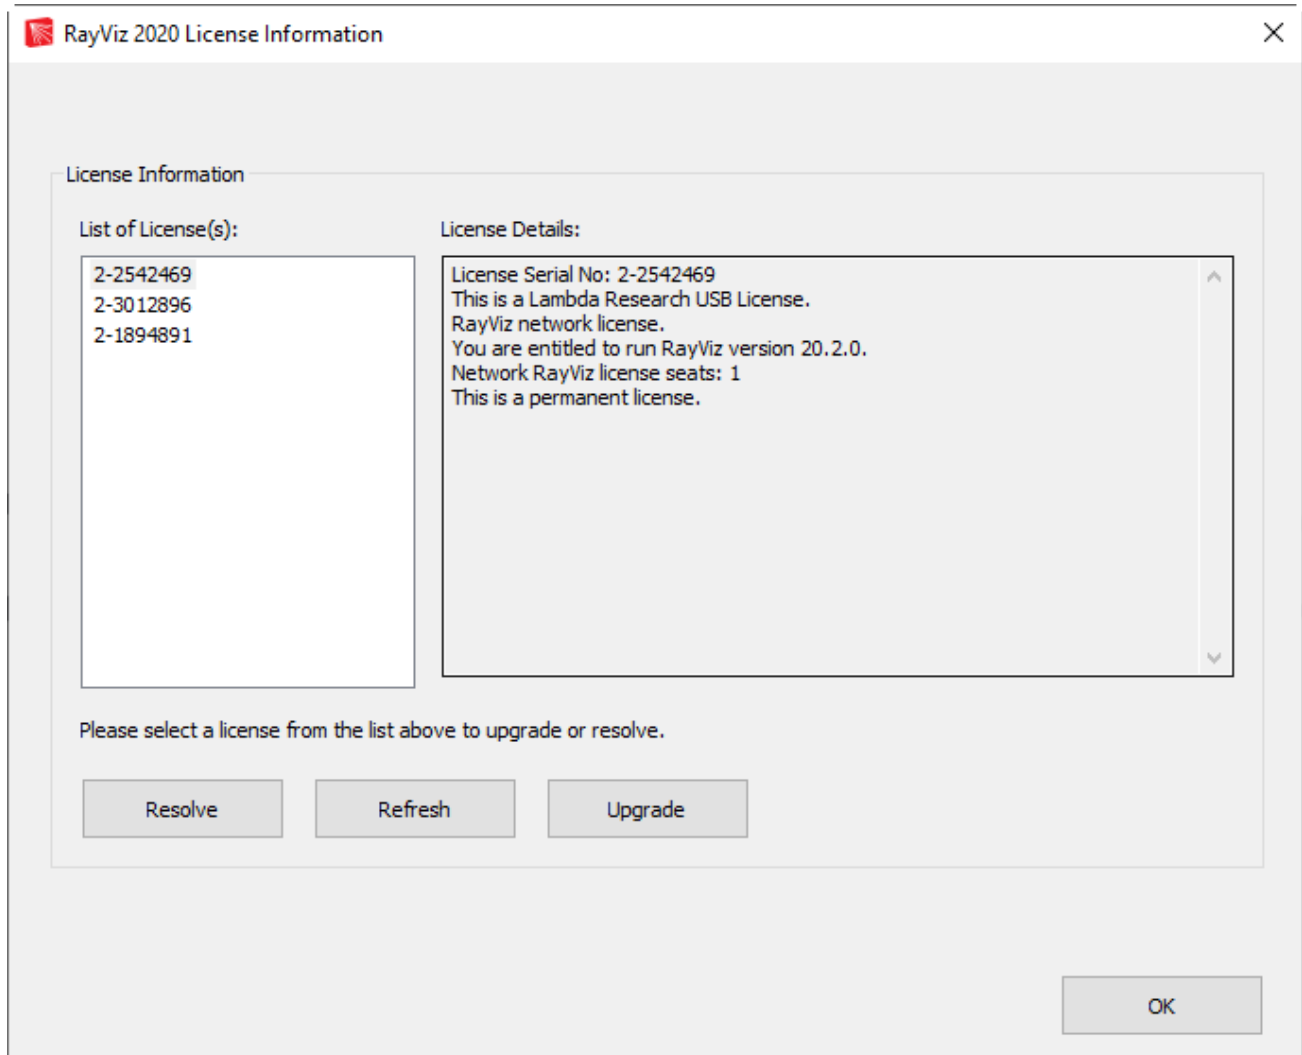 RayViz 2020 License Information
License Information
List of License(s):
2-2542469
2-3012896
2-1894891
License Details:
License Serial No: 2-2542469
This is a Lambda Research USB License.
RayViz network license.
You are entitled to run RayViz version 20.2.0.
Network RayViz license seats: 1
This is a permanent license.
Please select a license from the list above to upgrade or resolve.
Resolve
Refresh
Upgrade
OK